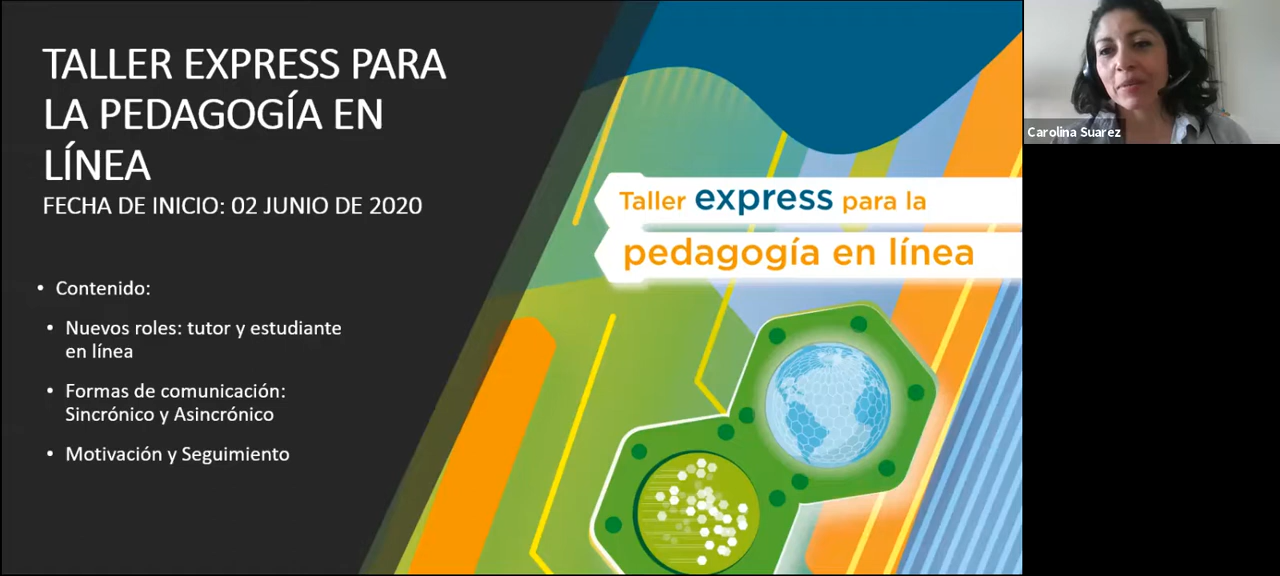 TALLER EXPRESS PARA
LA PEDAGOGÍA EN
LÍNEA
FECHA DE INICIO: 02 JUNIO DE 2020
• Contenido:
• Nuevos roles: tutor y estudiante
en línea
• Formas de comunicación:
Sincrónico y Asincrónico
• Motivación y Seguimiento
Taller express para la
pedagogía en línea
Carolina Suarez